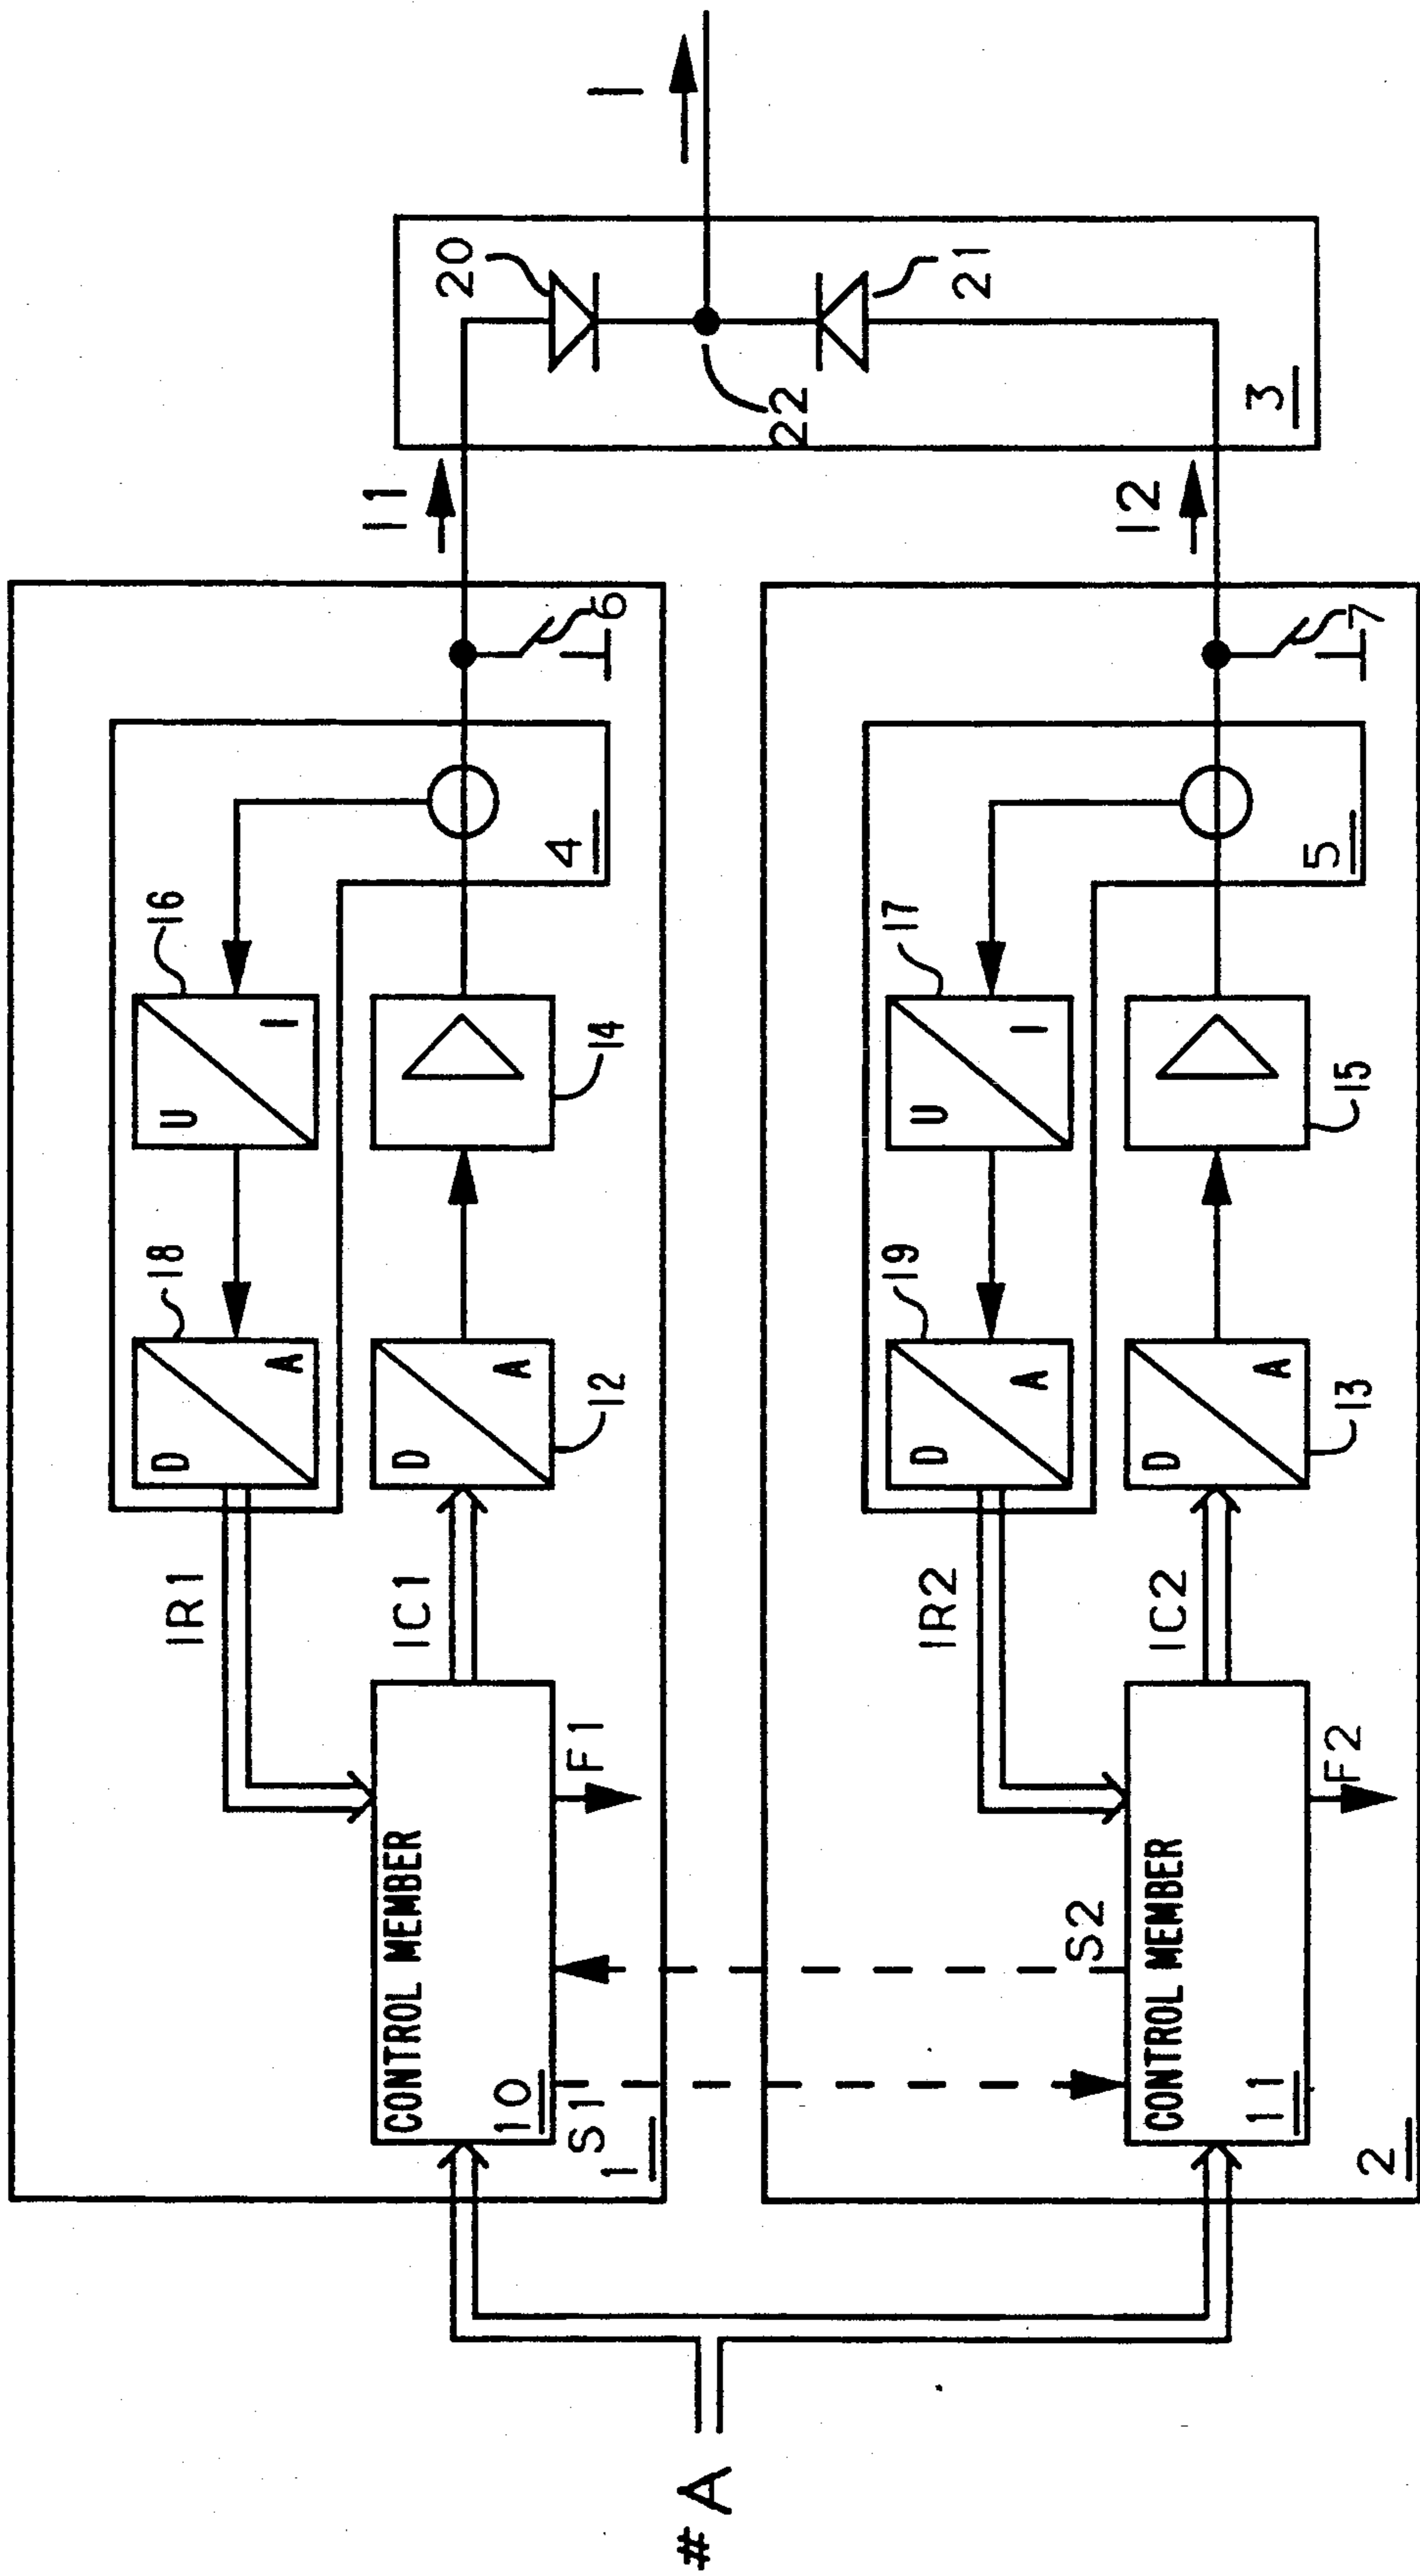 # A
1
CONTROL MEMBER
10
S1
F1
IR1
IC1
D
A
18
D
A
12
U
I
16
14
4
6
I1
2
CONTROL MEMBER
11
S2
F2
IR2
IC2
D
A
19
D
A
13
U
I
17
15
5
7
I2
20
21
22
3
I